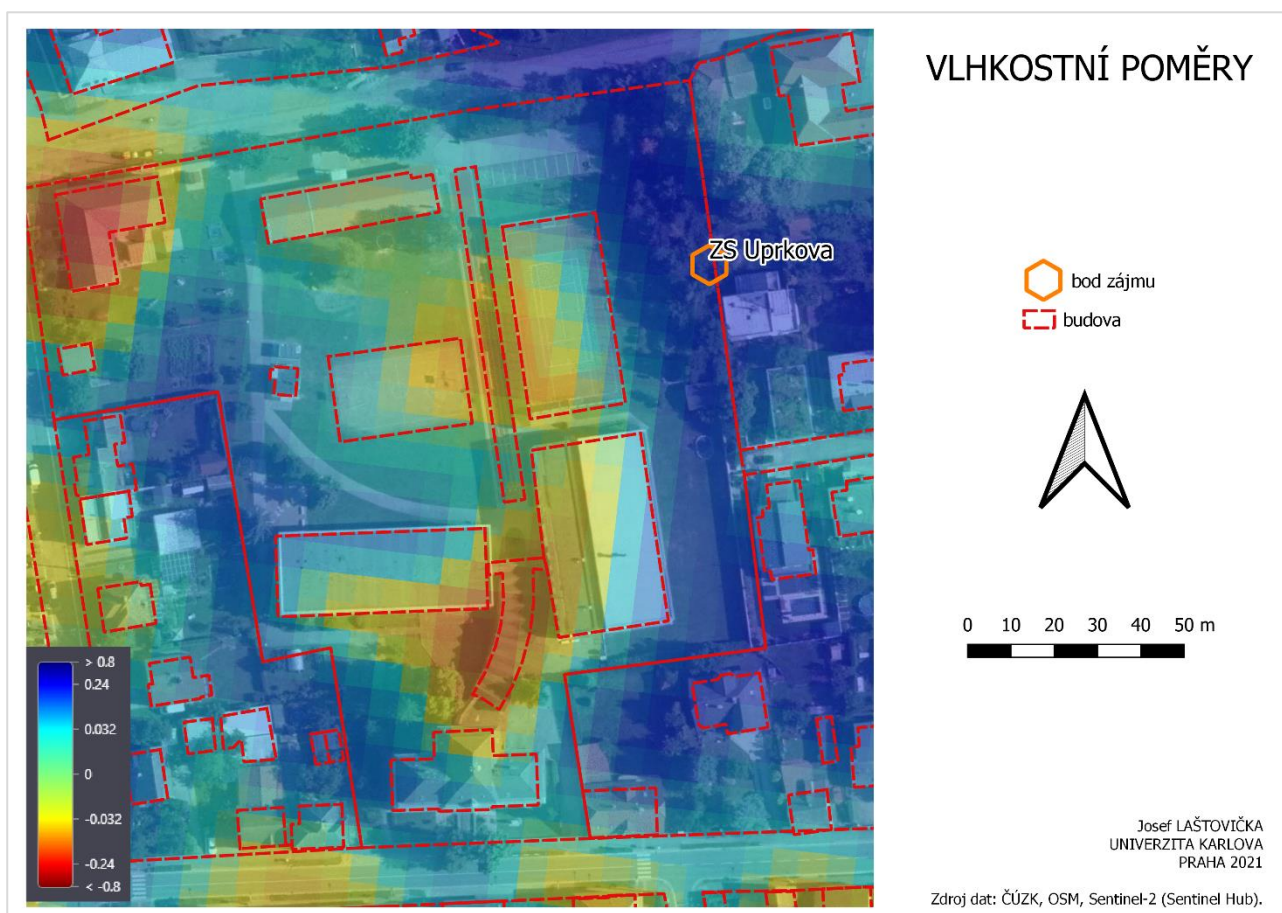 VLHKOSTNÍ POMĚRY
ZS Uprkova
bod zájmu
budova
0 10 20 30 40 50 m
> 0.8
0.24
0.032
0
-0.032
-0.24
< -0.8
Josef LAŠTOVIČKA
UNIVERZITA KARLOVA
PRAHA 2021
Zdroj dat: ČÚZK, OSM, Sentinel-2 (Sentinel Hub).